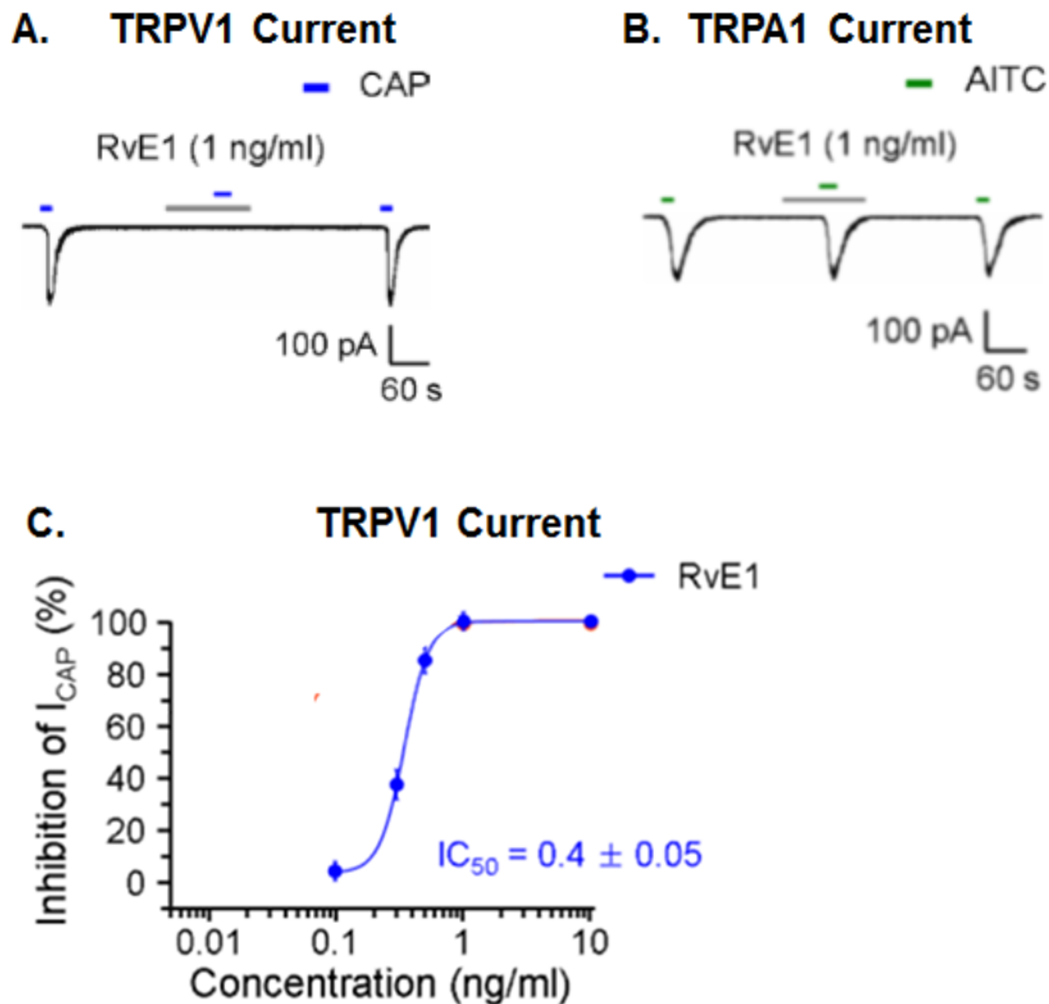 A. TRPV1 Current
CAP
RvE1 (1 ng/ml)
100 pA
60 s
B. TRPA1 Current
AITC
RvE1 (1 ng/ml)
100 pA
60 s
C. TRPV1 Current
RvE1
Inhibition of I_CAP (%)
100
80
60
40
20
0
IC50 = 0.4 ± 0.05
0.01 0.1 1 10
Concentration (ng/ml)